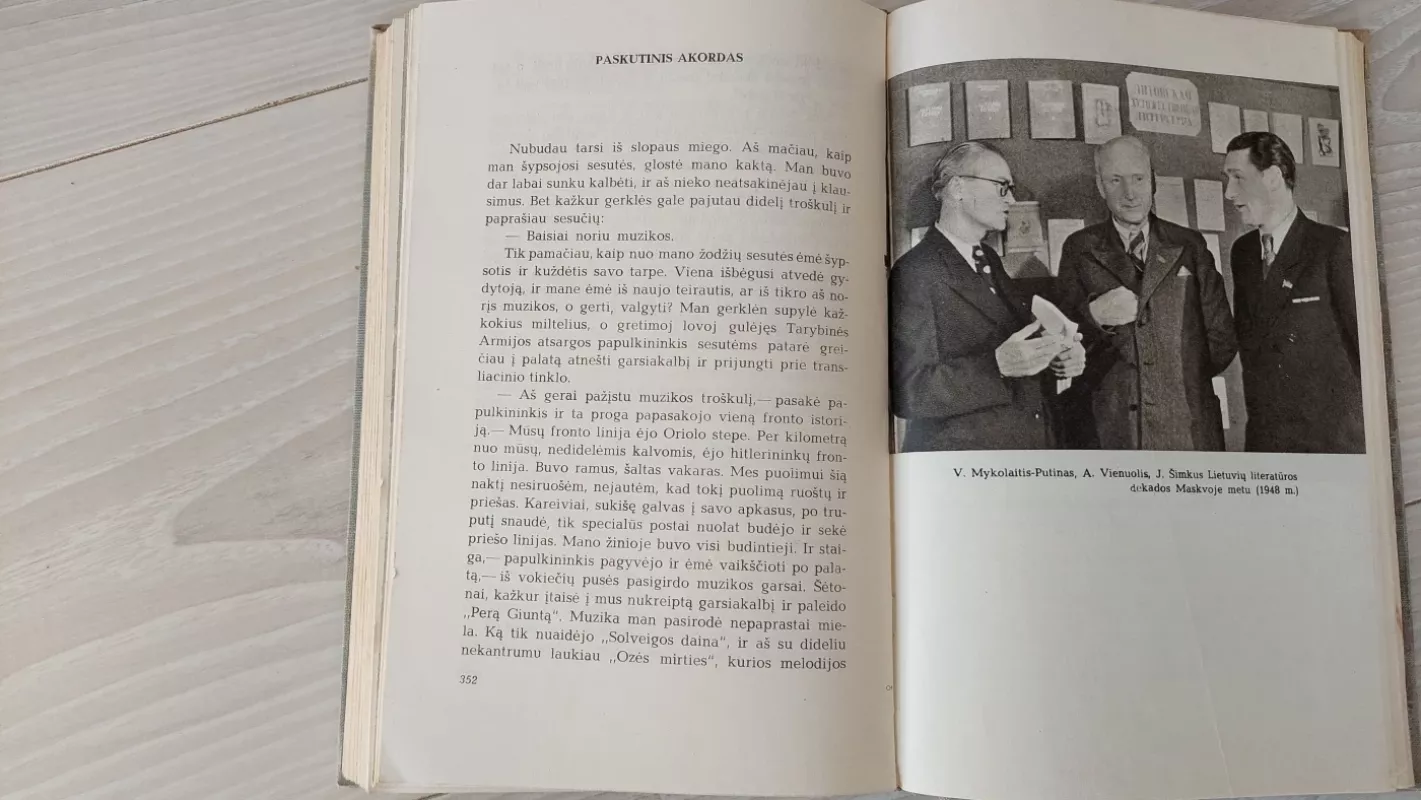 PASKUTINIS AKORDAS
Nubudau tarsi iš slopaus miego. Aš mačiau, kaip
man šypsojosi sesutės, glostė mano kaktą. Man buvo
dar labai sunku kalbėti, ir aš nieko neatsakinėjau į klau-
simus. Bet kažkur gerklės gale pajutau didelį troškulį ir
paprašiau sesučių:
— Baisiai noriu muzikos.
Tik pamačiau, kaip nuo mano žodžių sesutės ėmė šyp-
sotis ir kuždėtis savo tarpe. Viena išbėgusi atvedė gy-
dytoją, ir mane ėmė iš naujo teirautis, ar iš tikro aš no-
rįs muzikos, o gerti, valgyti? Man gerklėn supylė kaž-
kokius miltelius, o gretimoj lovoj gulėjęs Tarybinės
Armijos atsargos papulkininkis sesutėms patarė grei-
čiau į palatą atnešti garsiakalbį ir prijungti prie trans-
liacinio tinklo.
— Aš gerai pažįstu muzikos troškulį,— pasakė pa-
pulkininkis ir ta proga papasakojo vieną fronto istori-
ją.— Mūsų fronto linija ėjo Oriolo stepe. Per kilometrą
nuo mūsų, nedidelėmis kalvomis, ėjo hitlerininkų fron-
to linija. Buvo ramus, šaltas vakaras. Mes puolimui šią
naktį nesiruošėm, nejautėm, kad tokį puolimą ruoštų ir
priešas. Kareiviai, sukišę galvas į savo apkasus, po tru-
putį snaudė, tik specialūs postai nuolat budėjo ir sekė
priešo linijas. Mano žinioje buvo visi budintieji. Ir stai-
ga,— papulkininkis pagyvėjo ir ėmė vaikščioti po pala-
tą,— iš vokiečių pusės pasigirdo muzikos garsai. Šėto-
nai, kažkur įtaisė į mus nukreiptą garsiakalbį ir paleido
„Perą Giuntą“. Muzika man pasirodė nepaprastai mie-
la. Ką tik nuaidėjo „Solveigos daina“, ir aš su dideliu
nekantrumu laukiau „Ozės mirties“, kurios melodijos
352
V. Mykolaitis-Putinas, A. Vienuolis, J. Šimkus Lietuvių literatūros
dekados Maskvoje metu (1948 m.)